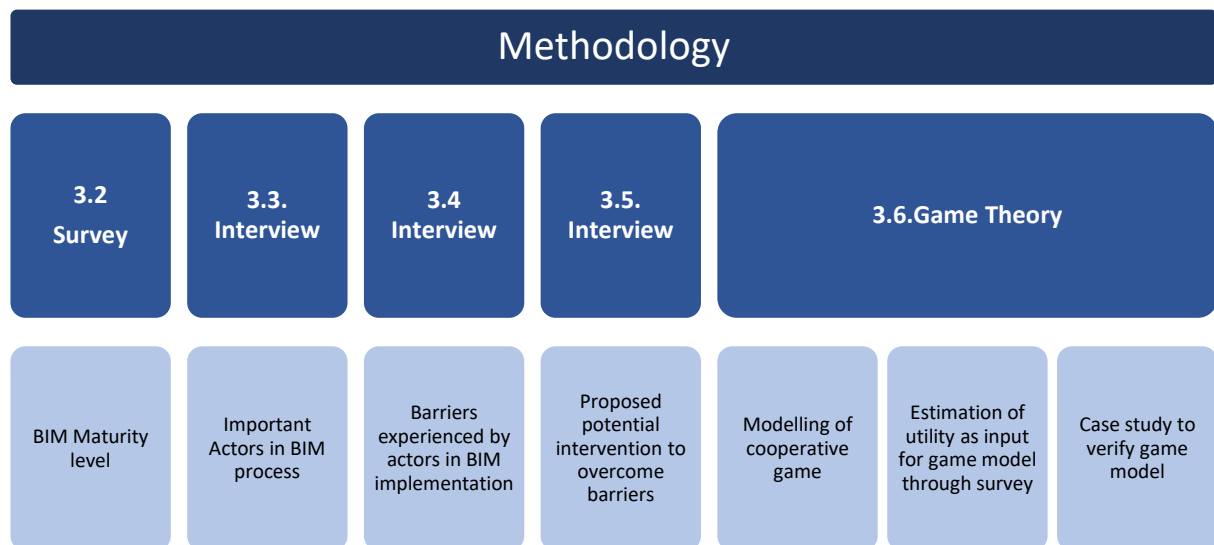 Methodology
3.2
Survey
3.3.
Interview
3.4
Interview
3.5.
Interview
3.6.Game Theory
BIM Maturity
level
Important
Actors in BIM
process
Barriers
experienced by
actors in BIM
implementation
Proposed
potential
intervention to
overcome
barriers
Modelling of
cooperative
game
Estimation of
utility as input
for game model
through survey
Case study to
verify game
model